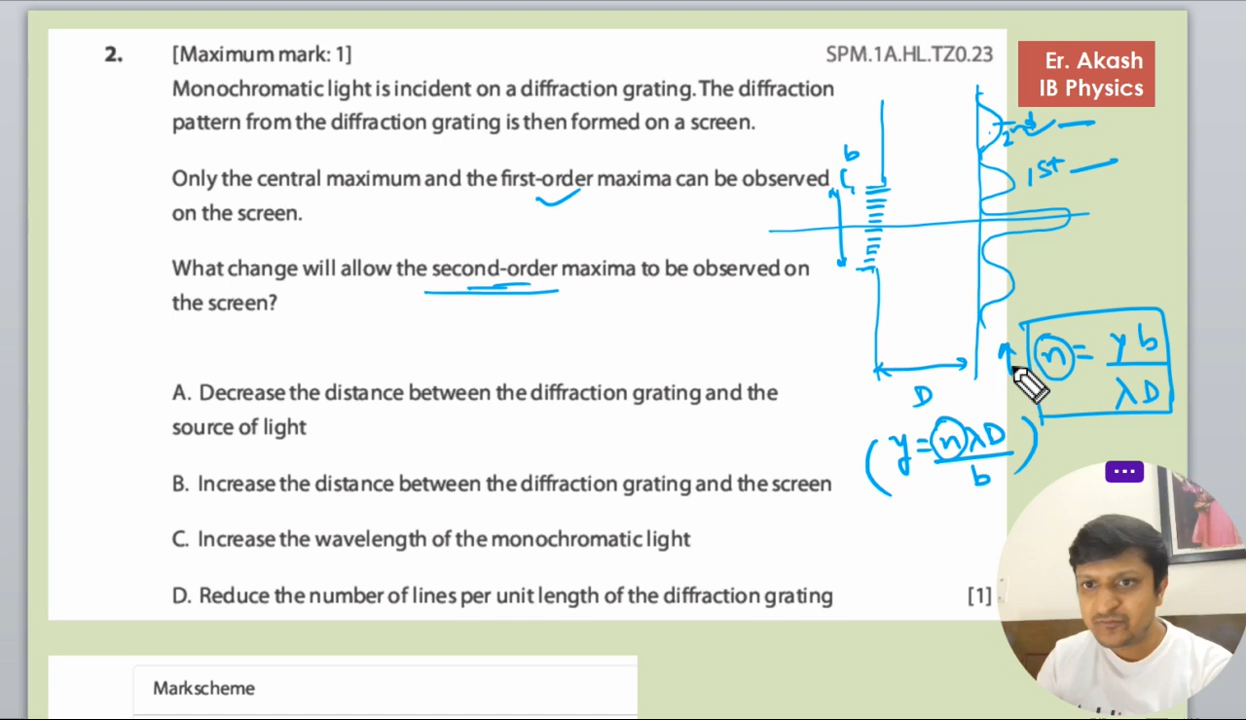 2. [Maximum mark: 1] SPM.1A.HL.TZ0.23
Er. Akash
IB Physics
Monochromatic light is incident on a diffraction grating. The diffraction
pattern from the diffraction grating is then formed on a screen.
Only the central maximum and the first-order maxima can be observed
on the screen.
What change will allow the second-order maxima to be observed on
the screen?
A. Decrease the distance between the diffraction grating and the
source of light
B. Increase the distance between the diffraction grating and the screen
C. Increase the wavelength of the monochromatic light
D. Reduce the number of lines per unit length of the diffraction grating [1]
b
2nd
1st
D
n = yb
λD
(y = nλD)
b
Markscheme